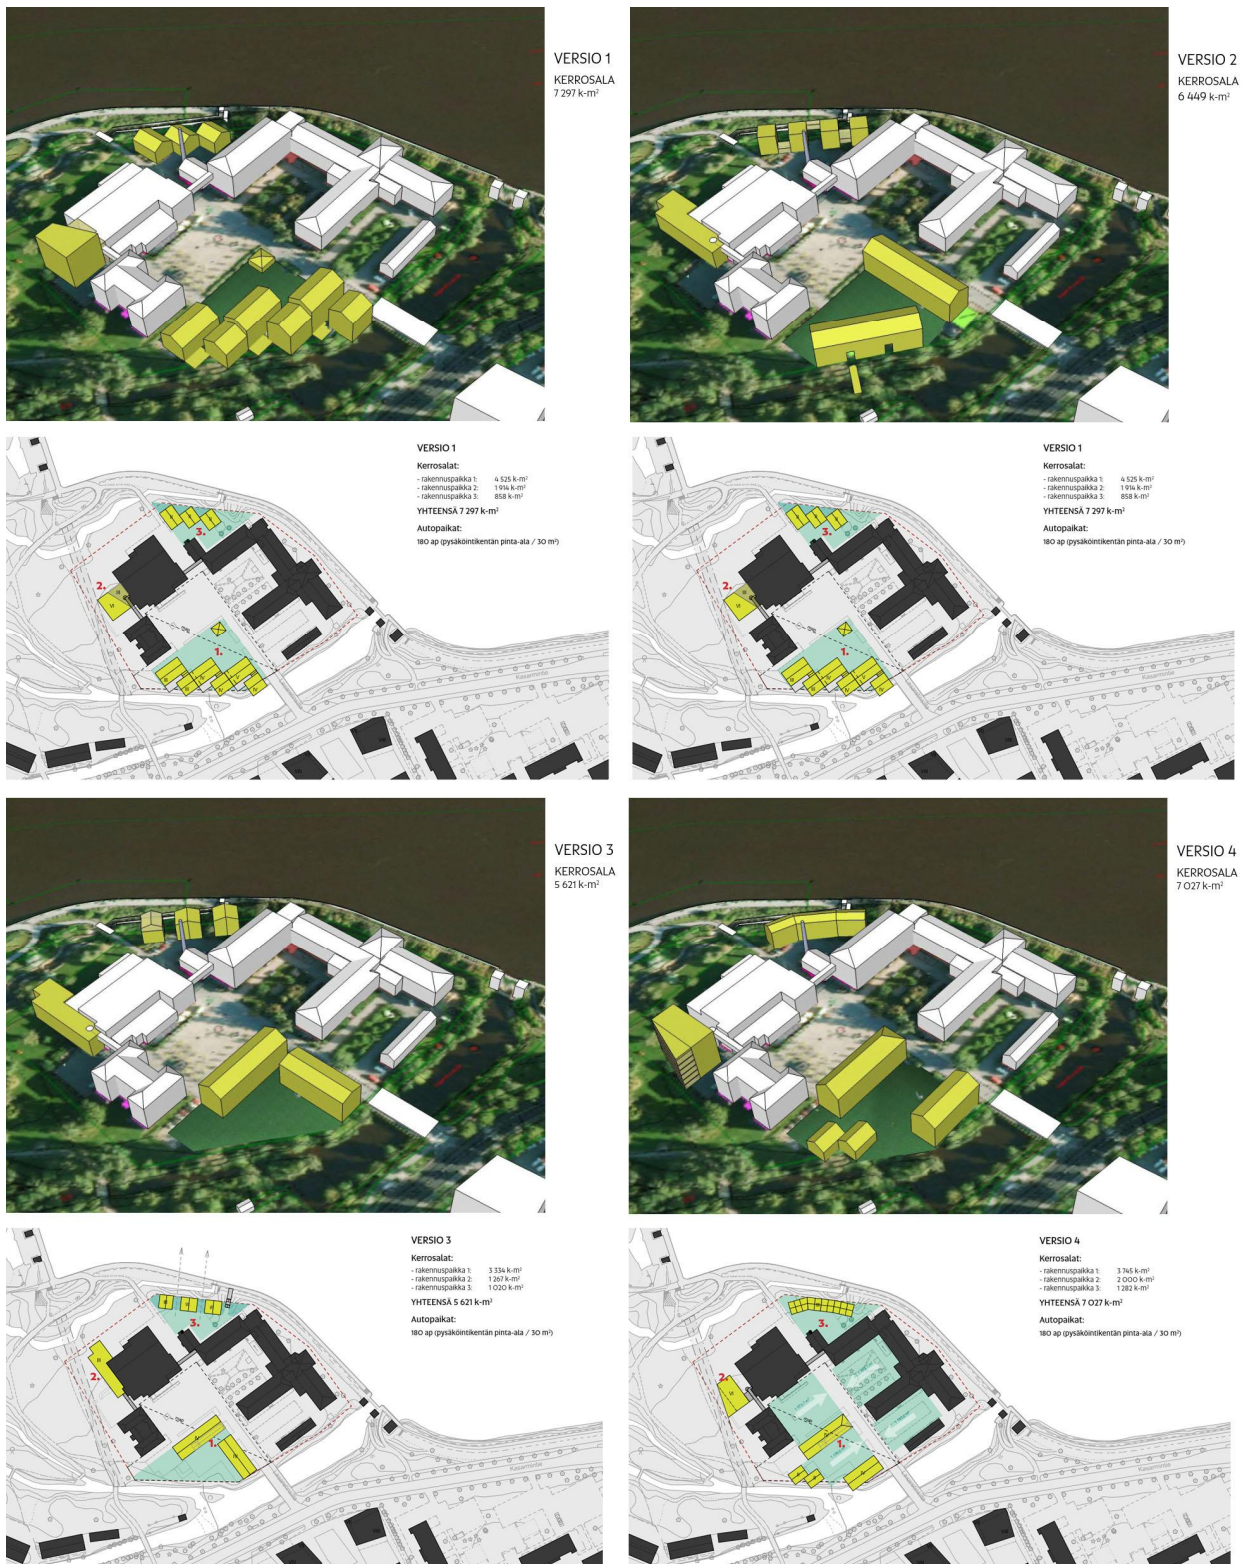 VERSIO 1
KERROSALA
7 297 k-m²
VERSIO 2
KERROSALA
6 449 k-m²
VERSIO 1
Kerrosalat:
- rakennuspaikka 1: 4 525 k-m²
- rakennuspaikka 2: 1 914 k-m²
- rakennuspaikka 3: 858 k-m²
YHTEENSÄ 7 297 k-m²
Autopaikat:
180 ap (pysäköintikentän pinta-ala / 30 m²)
3.
2.
VI
1.
Kasarmintie
VERSIO 1
Kerrosalat:
- rakennuspaikka 1: 4 525 k-m²
- rakennuspaikka 2: 1 914 k-m²
- rakennuspaikka 3: 858 k-m²
YHTEENSÄ 7 297 k-m²
Autopaikat:
180 ap (pysäköintikentän pinta-ala / 30 m²)
3.
2.
VI
1.
Kasarmintie
VERSIO 3
KERROSALA
5 621 k-m²
VERSIO 4
KERROSALA
7 027 k-m²
VERSIO 3
Kerrosalat:
- rakennuspaikka 1: 3 334 k-m²
- rakennuspaikka 2: 1 267 k-m²
- rakennuspaikka 3: 1 020 k-m²
YHTEENSÄ 5 621 k-m²
Autopaikat:
180 ap (pysäköintikentän pinta-ala / 30 m²)
3.
2.
1.
Kasarmintie
VERSIO 4
Kerrosalat:
- rakennuspaikka 1: 3 745 k-m²
- rakennuspaikka 2: 2 000 k-m²
- rakennuspaikka 3: 1 282 k-m²
YHTEENSÄ 7 027 k-m²
Autopaikat:
180 ap (pysäköintikentän pinta-ala / 30 m²)
3.
2.
VI
1.
Kasarmintie